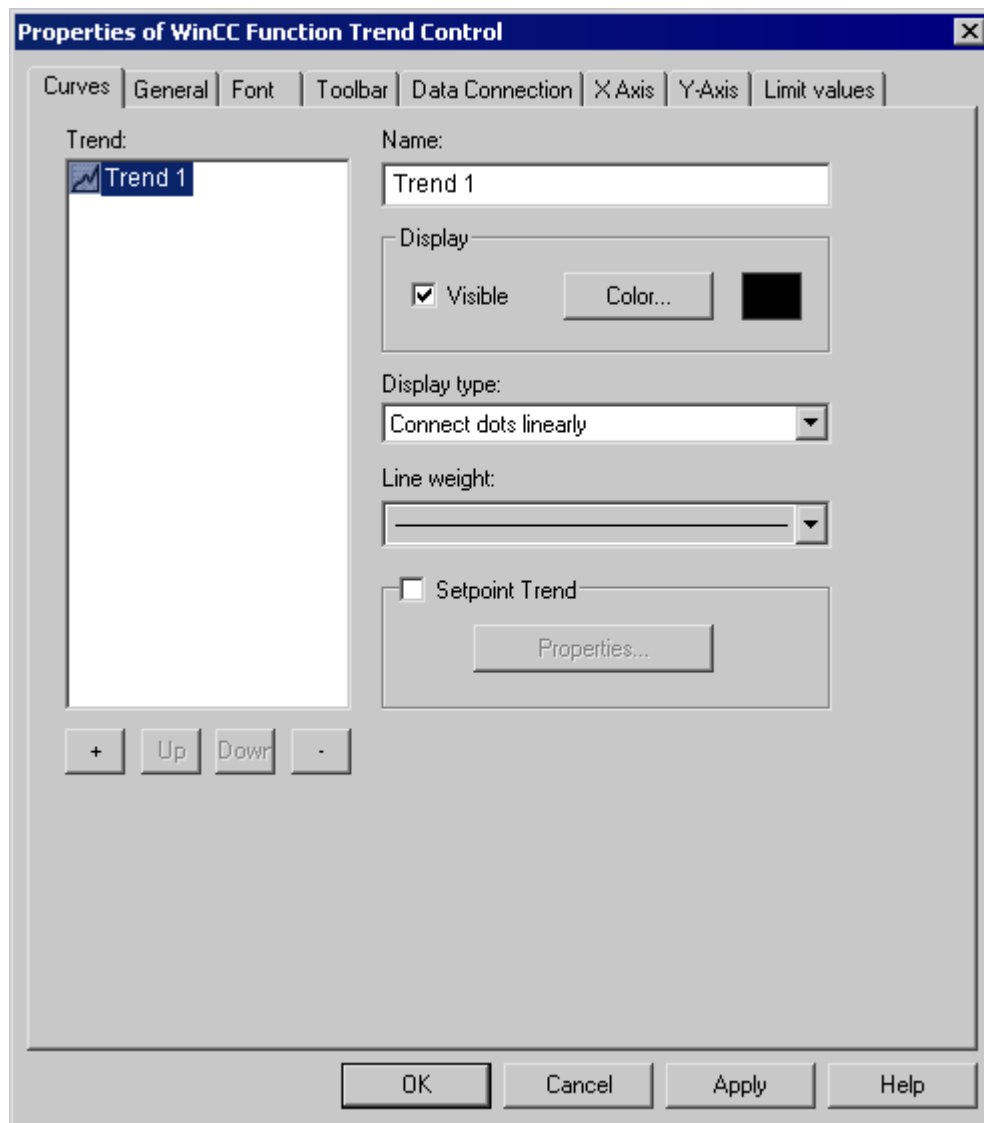 Properties of WinCC Function Trend Control
Curves General Font Toolbar Data Connection X Axis Y-Axis Limit values
Trend:
Trend 1
Name:
Trend 1
Display
Visible
Color...
Display type:
Connect dots linearly
Line weight:
Setpoint Trend
Properties...
+ Up Down -
OK Cancel Apply Help